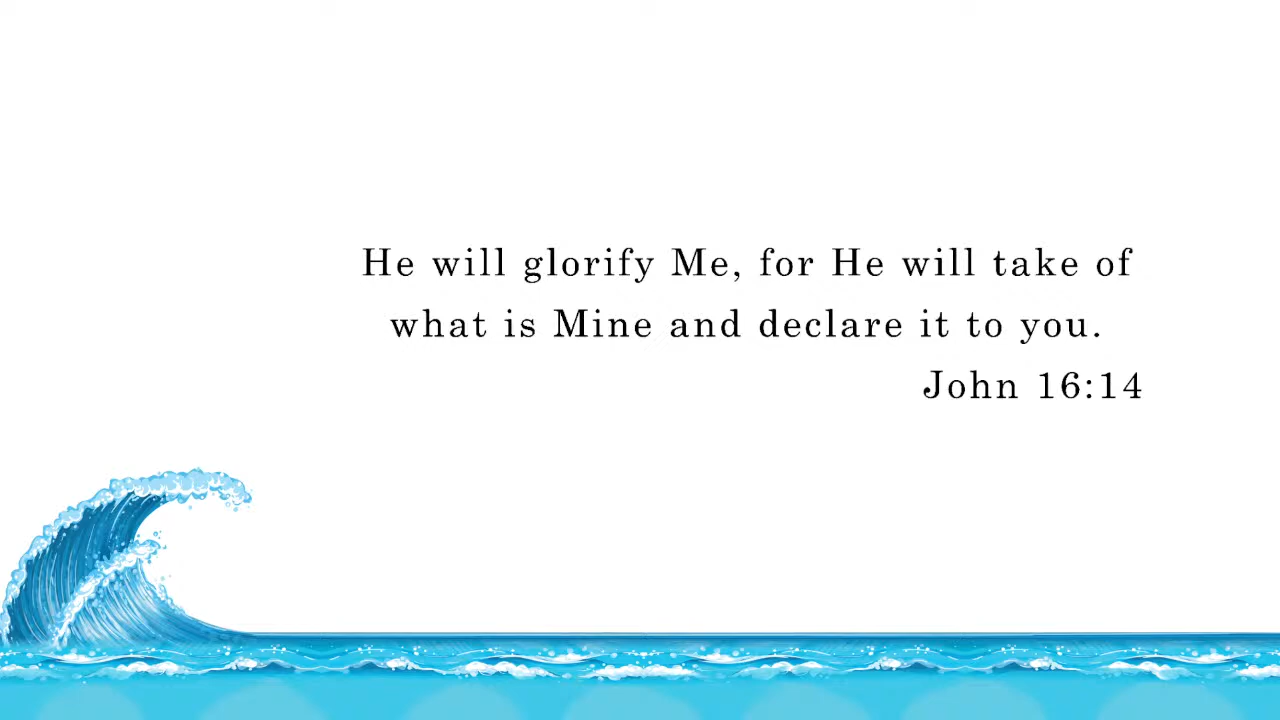 He will glorify Me, for He will take of
what is Mine and declare it to you.
John 16:14